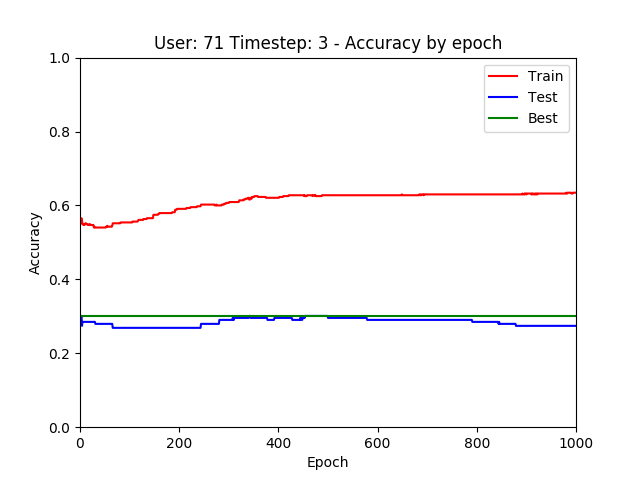 User: 71 Timestep: 3 - Accuracy by epoch
1.0
0.8
0.6
0.4
0.2
0.0
Accuracy
Train
Test
Best
0 200 400 600 800 1000
Epoch